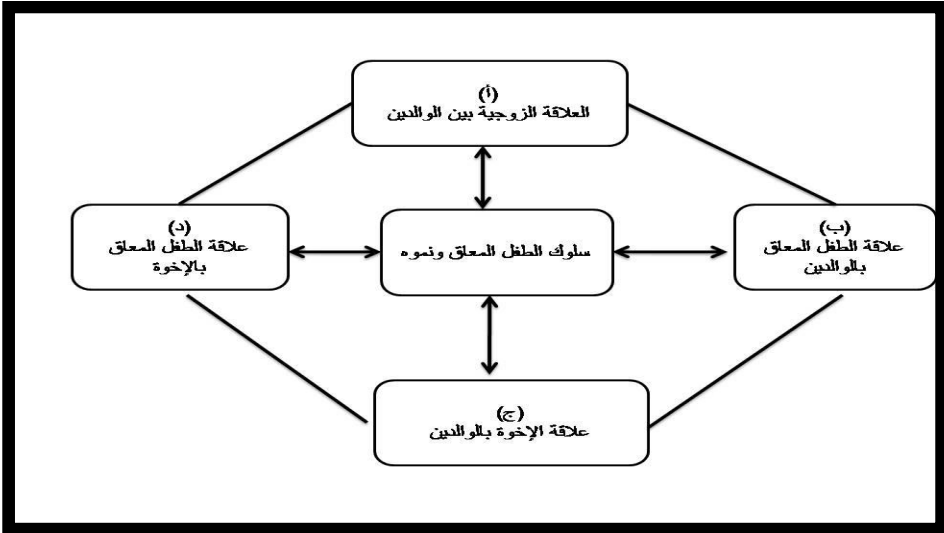 (أ)
العلاقة الزوجية بين الوالدين
(د)
علاقة الطفل المعاق
بالإخوة
سلوك الطفل المعاق ونموه
(ب)
علاقة الطفل المعاق
بالوالدين
(ج)
علاقة الإخوة بالوالدين